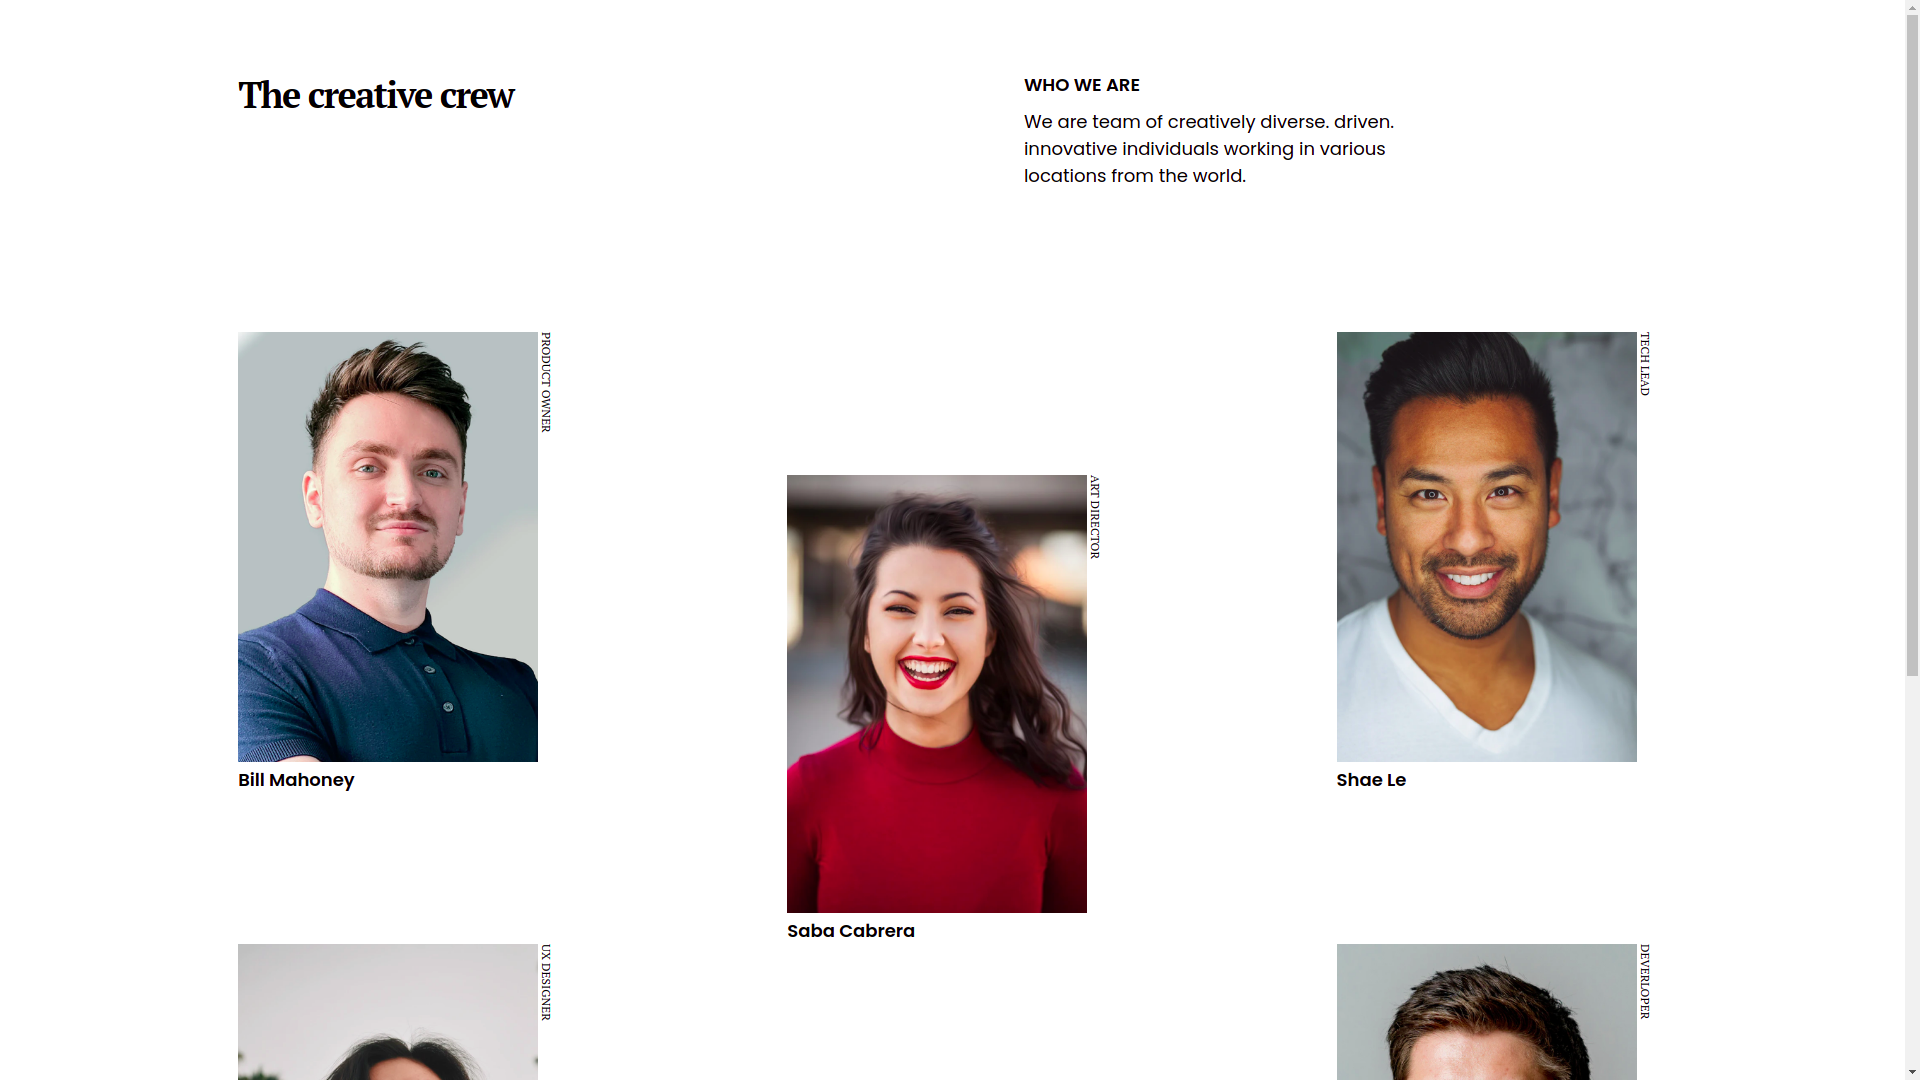 The creative crew
WHO WE ARE
We are team of creatively diverse. driven.
innovative individuals working in various
locations from the world.
PRODUCT OWNER
Bill Mahoney
ART DIRECTOR
Saba Cabrera
TECH LEAD
Shae Le
UX DESIGNER
DEVERLOPER